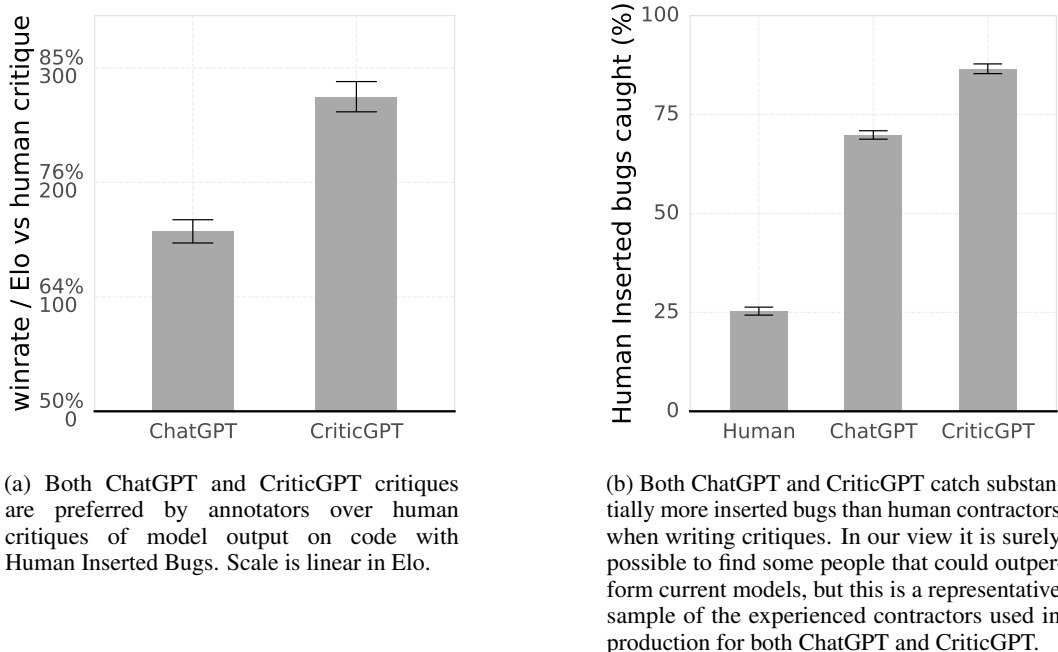 winrate / Elo vs human critique
85%
300
76%
200
64%
100
50%
0
ChatGPT CriticGPT
(a) Both ChatGPT and CriticGPT critiques
are preferred by annotators over human
critiques of model output on code with
Human Inserted Bugs. Scale is linear in Elo.
Human Inserted bugs caught (%)
100
75
50
25
0
Human ChatGPT CriticGPT
(b) Both ChatGPT and CriticGPT catch substan-
tially more inserted bugs than human contractors
when writing critiques. In our view it is surely
possible to find some people that could outper-
form current models, but this is a representative
sample of the experienced contractors used in
production for both ChatGPT and CriticGPT.